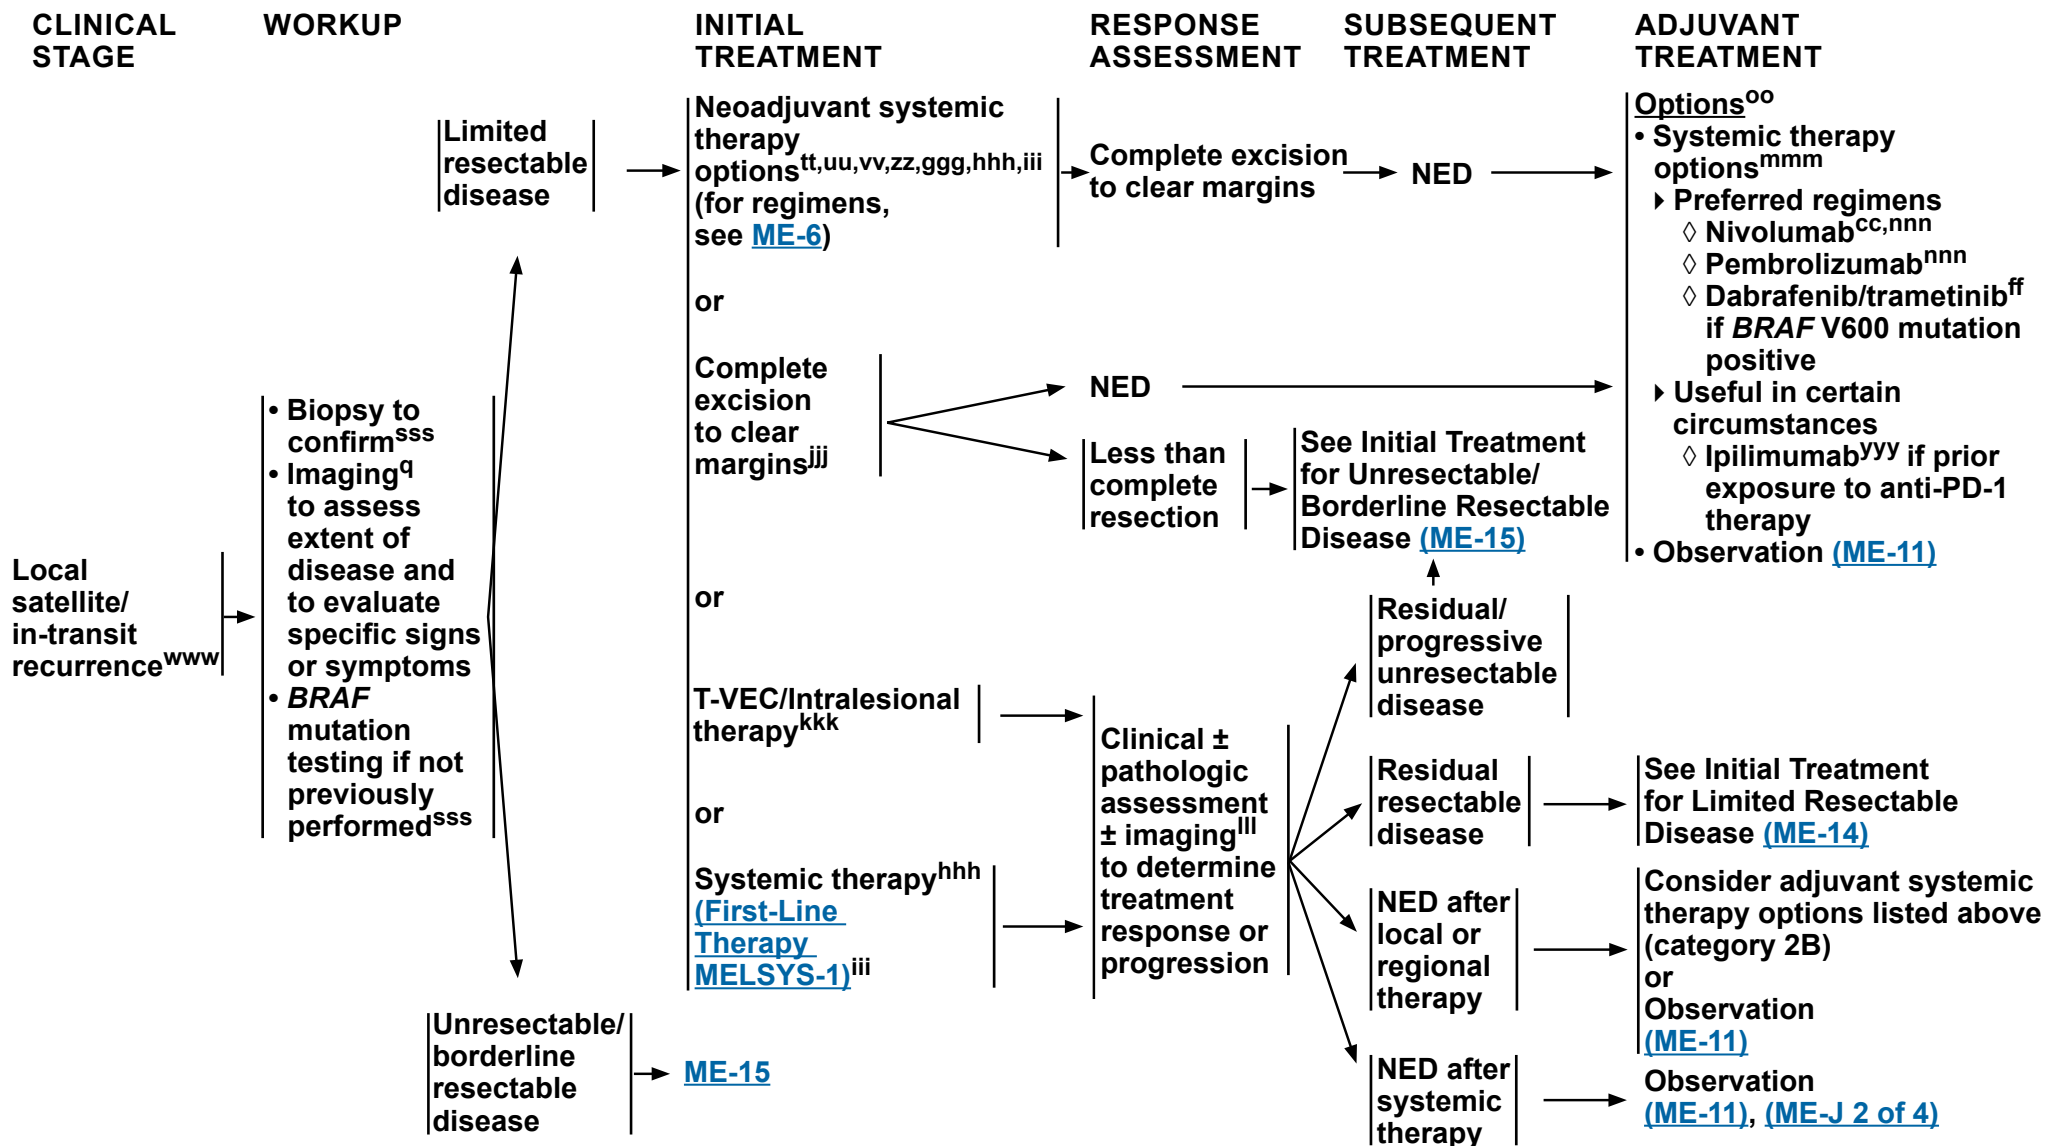 CLINICAL
STAGE
WORKUP
INITIAL
TREATMENT
RESPONSE
ASSESSMENT
SUBSEQUENT
TREATMENT
ADJUVANT
TREATMENT
Local
satellite/
in-transit
recurrencewww
• Biopsy to
confirmsss
• Imagingq
to assess
extent of
disease and
to evaluate
specific signs
or symptoms
• BRAF
mutation
testing if not
previously
performedsss
Limited
resectable
disease
Neoadjuvant systemic
therapy
optionstt,uu,vv,zz,ggg,hhh,iii
(for regimens,
see ME-6)
or
Complete
excision
to clear
marginsjjj
or
T-VEC/Intralesional
therapykkk
or
Systemic therapyhhh
(First-Line
Therapy
MELSYS-1)iii
Complete excision
to clear margins
NED
NED
Less than
complete
resection
See Initial Treatment
for Unresectable/
Borderline Resectable
Disease (ME-15)
Clinical ±
pathologic
assessment
± imaginglll
to determine
treatment
response or
progression
Residual/
progressive
unresectable
disease
Residual
resectable
disease
NED after
local or
regional
therapy
NED after
systemic
therapy
Optionsoo
• Systemic therapy
optionsmmm
▸ Preferred regimens
◊ Nivolumabcc,nnn
◊ Pembrolizumabnnn
◊ Dabrafenib/trametinibff
if BRAF V600 mutation
positive
▸ Useful in certain
circumstances
◊ Ipilimumabyyy if prior
exposure to anti-PD-1
therapy
• Observation (ME-11)
See Initial Treatment
for Limited Resectable
Disease (ME-14)
Consider adjuvant systemic
therapy options listed above
(category 2B)
or
Observation
(ME-11)
Observation
(ME-11), (ME-J 2 of 4)
Unresectable/
borderline
resectable
disease
ME-15